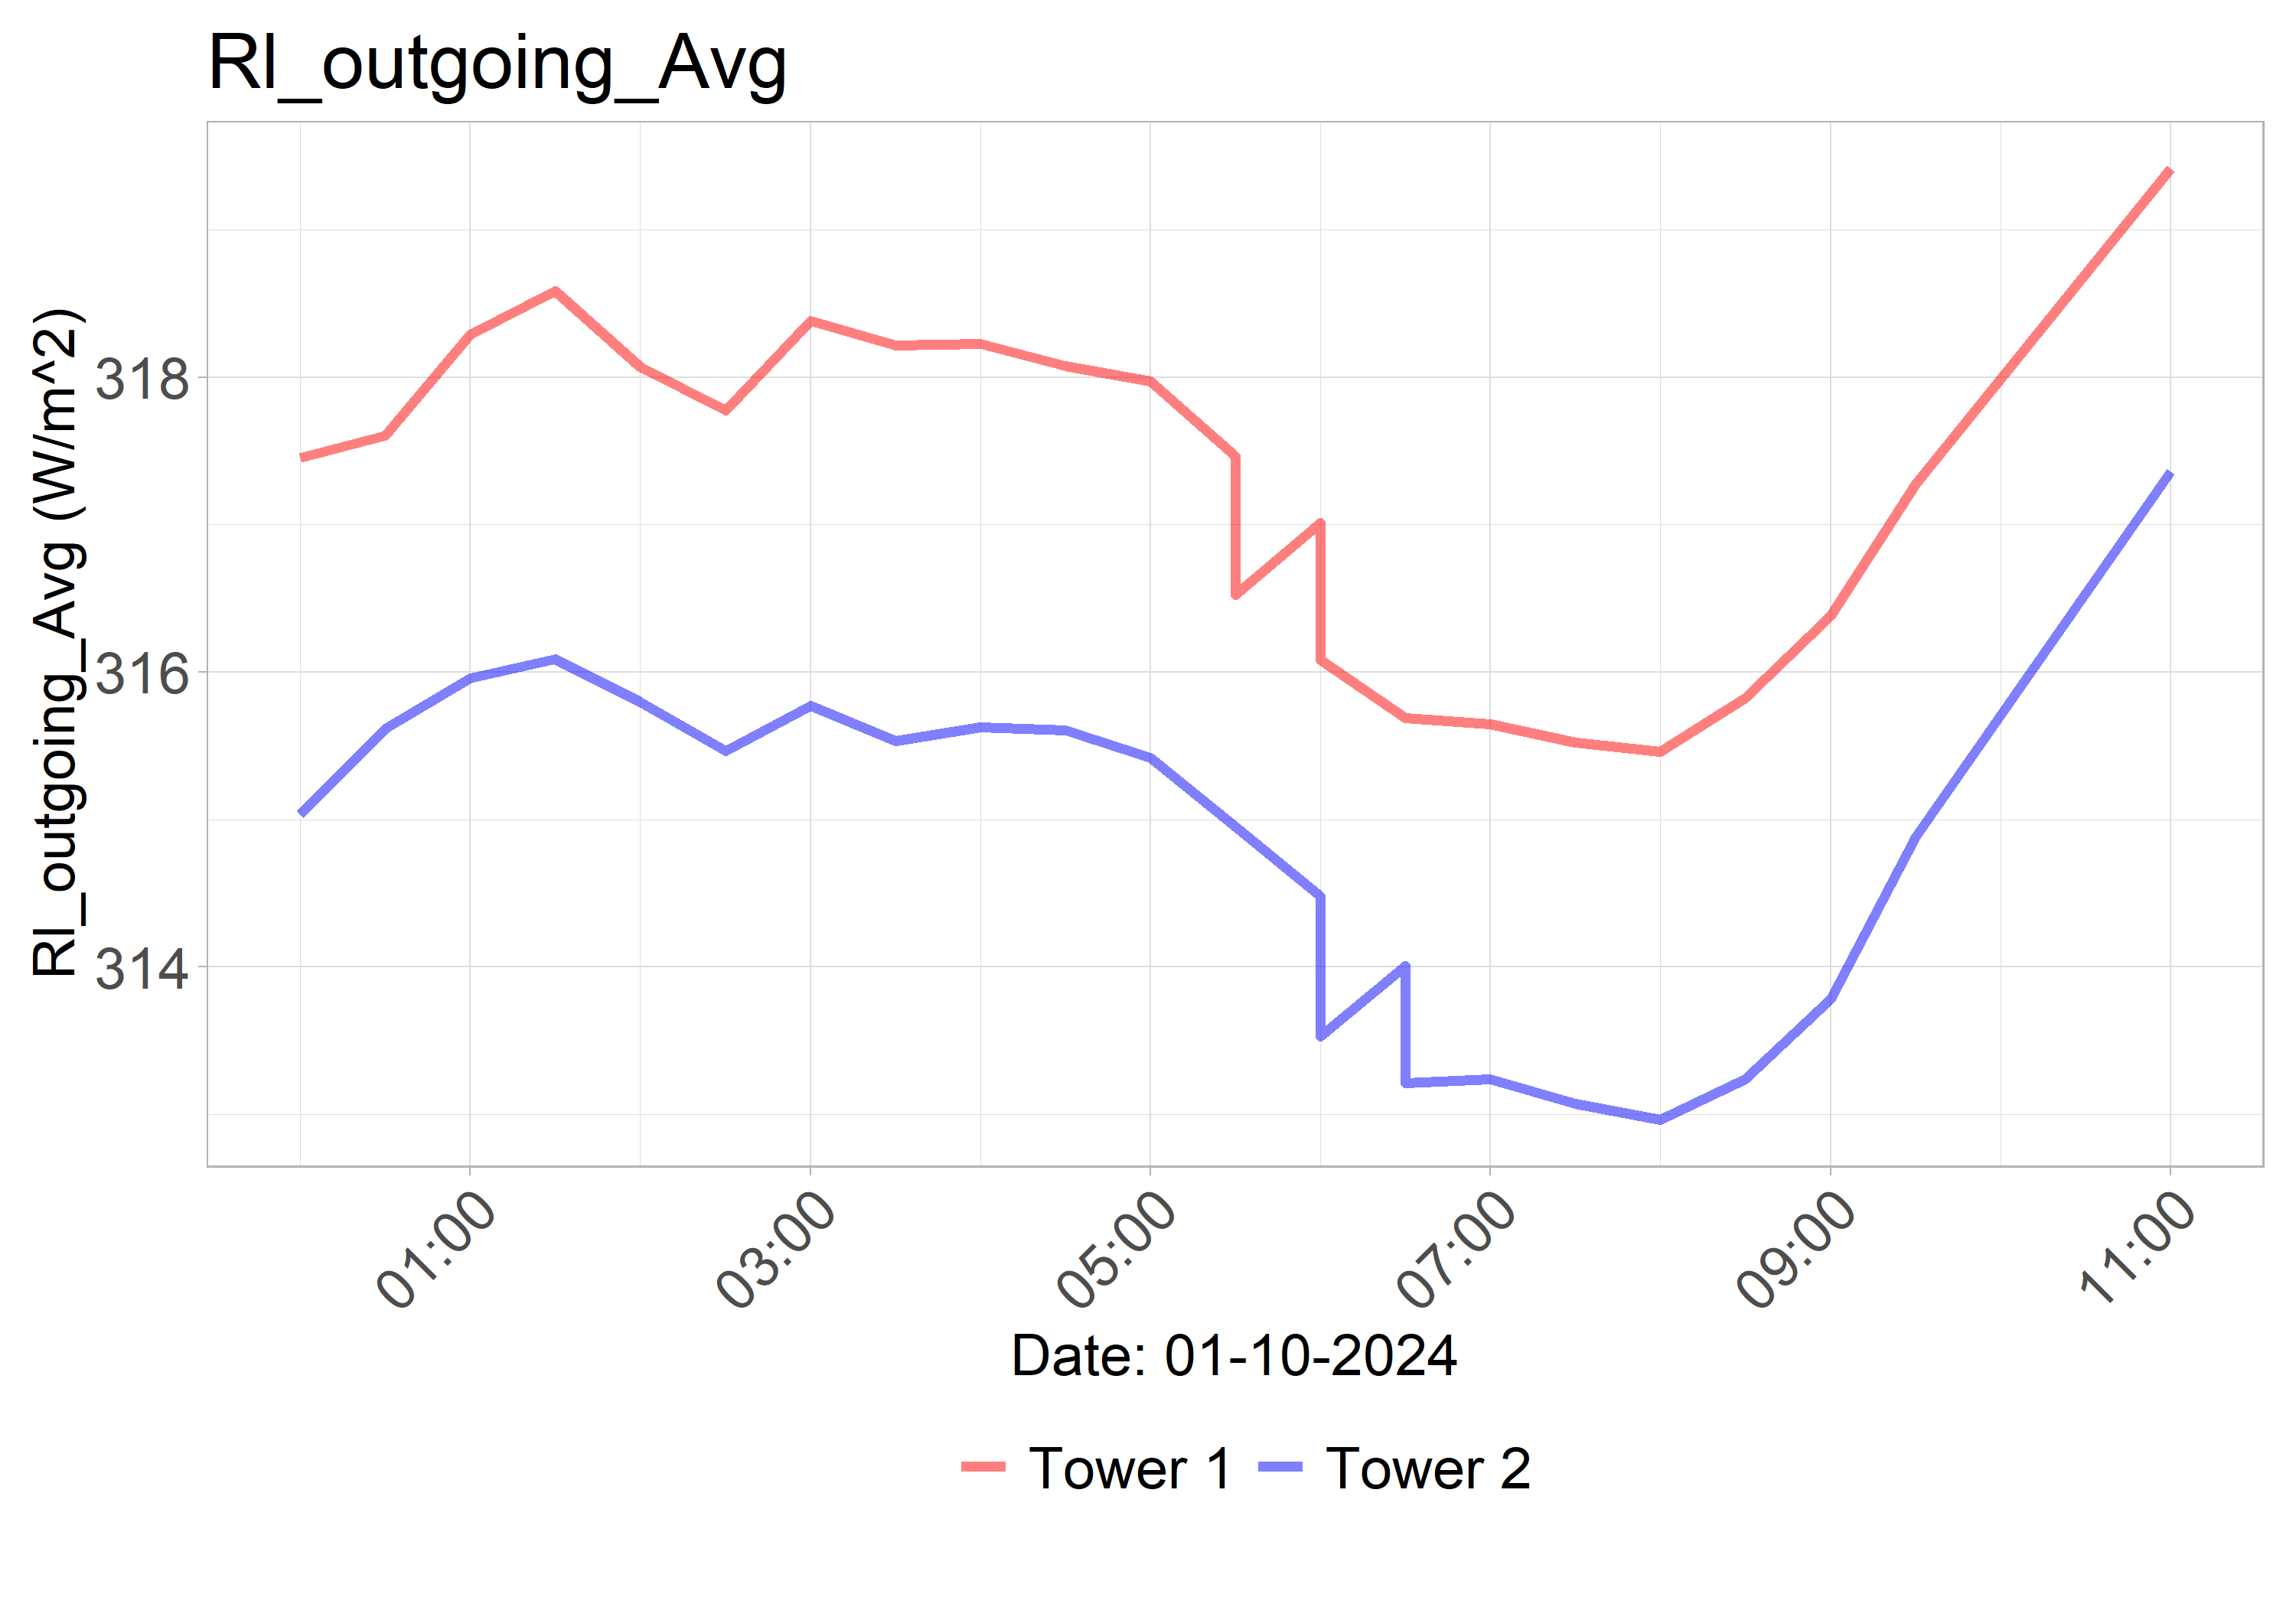 Rl_outgoing_Avg
Rl_outgoing_Avg (W/m^2)
318
316
314
01:00
03:00
05:00
07:00
09:00
11:00
Date: 01-10-2024
Tower 1
Tower 2